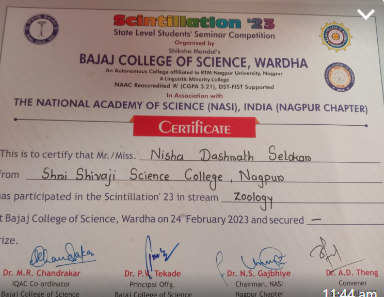 Scintillation '23
State Level Students' Seminar Competition
Organised by
Shiksha Mandal's
BAJAJ COLLEGE OF SCIENCE, WARDHA
An Autonomous College affiliated to RTM Nagpur University, Nagpur
A Linguistic Minority College
NAAC Reaccredited 'A' (CGPA 3.21), DST-FIST Supported
In Association with
THE NATIONAL ACADEMY OF SCIENCE (NASI), INDIA (NAGPUR CHAPTER)
CERTIFICATE
This is to certify that Mr./Miss. Nisha Dashrath Selokar
from Shri Shivaji Science College, Nagpur
has participated in the Scintillation' 23 in stream Zoology
t Bajaj College of Science, Wardha on 24th February 2023 and secured —
rize.
Dr. M.R. Chandrakar Dr. P.V. Tekade Dr. N.S. Gajbhiye Dr. A.D. Theng
IQAC Co-ordinator Principal Offg. Chairman, NASI Convener
Bajaj College of Science Bajaj College of Science Nagpur Chapter
11:44 am